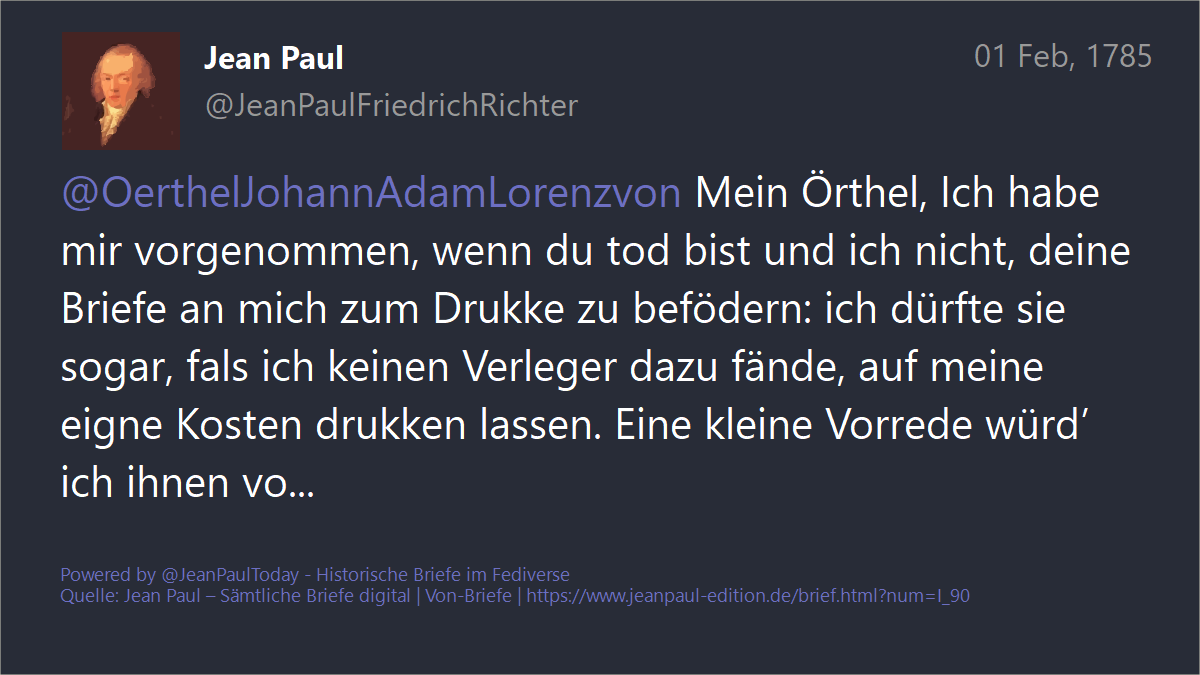 Jean Paul
01 Feb, 1785
@JeanPaulFriedrichRichter
@OerthelJohannAdamLorenzvon Mein Örthel, Ich habe
mir vorgenommen, wenn du tod bist und ich nicht, deine
Briefe an mich zum Drukke zu befödern: ich dürfte sie
sogar, fals ich keinen Verleger dazu fände, auf meine
eigne Kosten drukken lassen. Eine kleine Vorrede würd’
ich ihnen vo...
Powered by @JeanPaulToday - Historische Briefe im Fediverse
Quelle: Jean Paul – Sämtliche Briefe digital | Von-Briefe | https://www.jeanpaul-edition.de/brief.html?num=I_90